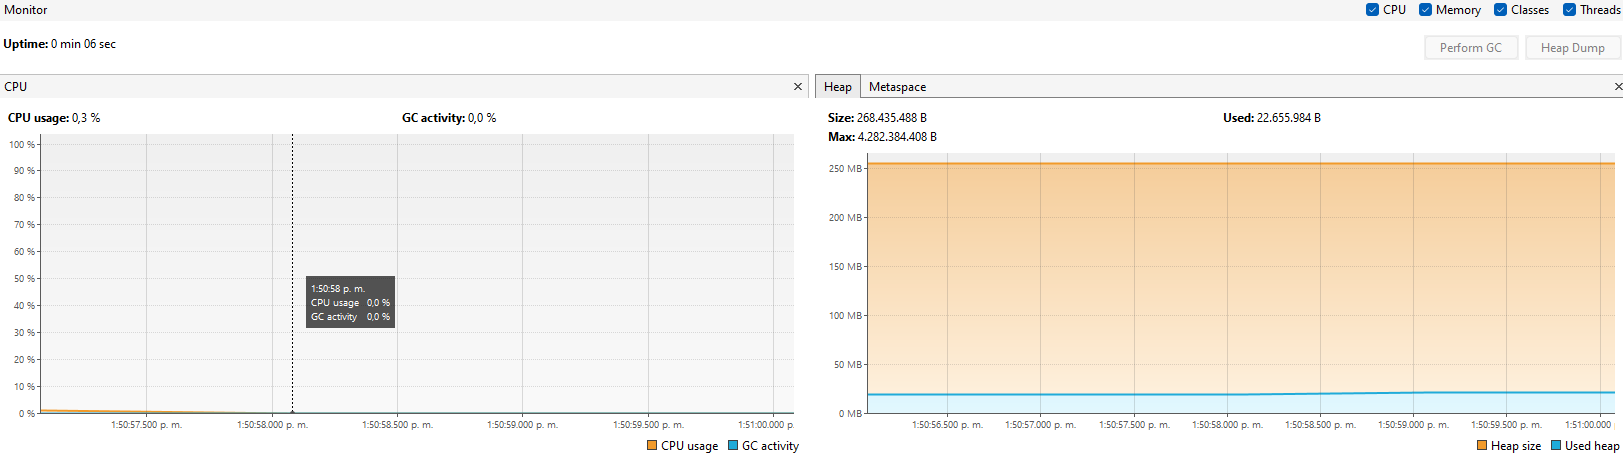 Monitor
CPU Memory Classes Threads
Uptime: 0 min 06 sec
Perform GC Heap Dump
CPU
CPU usage: 0,3 % GC activity: 0,0 %
100 %
90 %
80 %
70 %
60 %
50 %
40 %
30 %
20 %
10 %
0 %
1:50:58 p. m.
CPU usage 0,0 %
GC activity 0,0 %
1:50:57.500 p. m. 1:50:58.000 p. m. 1:50:58.500 p. m. 1:50:59.000 p. m. 1:50:59.500 p. m. 1:51:00.000 p.
CPU usage GC activity
Heap Metaspace
Size: 268.435.488 B Used: 22.655.984 B
Max: 4.282.384.408 B
250 MB
200 MB
150 MB
100 MB
50 MB
0 MB
1:50:56.500 p. m. 1:50:57.000 p. m. 1:50:57.500 p. m. 1:50:58.000 p. m. 1:50:58.500 p. m. 1:50:59.000 p. m. 1:50:59.500 p. m. 1:51:00.000
Heap size Used heap